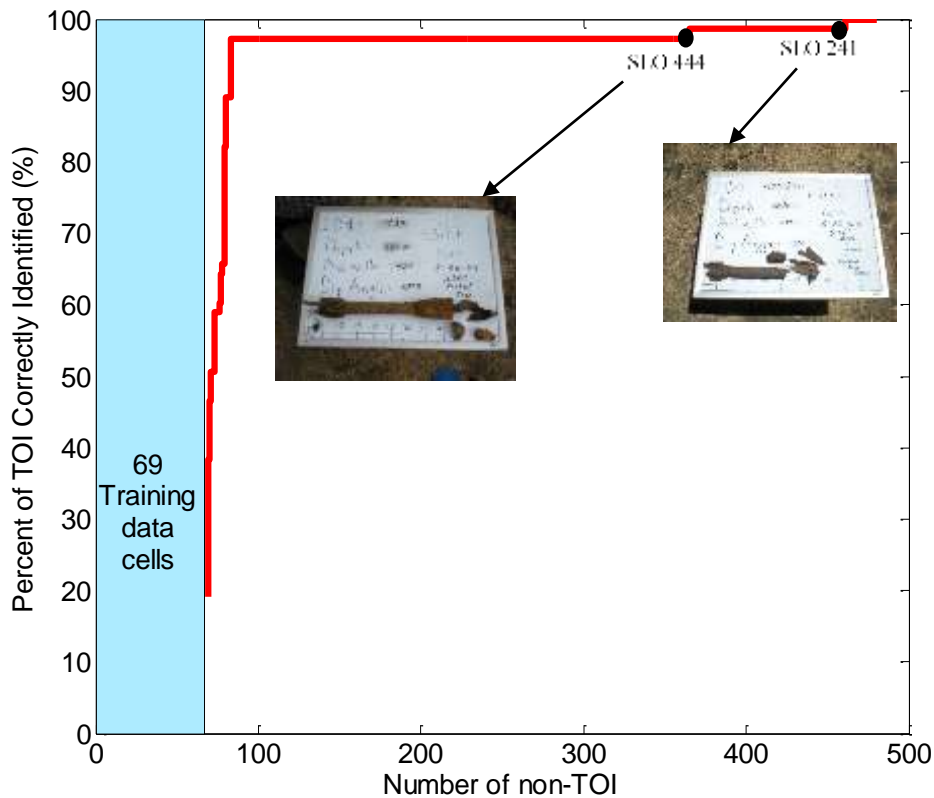 100
90
80
70
60
50
40
30
20
10
0
Percent of TOI Correctly Identified (%)
69
Training
data
cells
SLO 444
SLO 241
0 100 200 300 400 500
Number of non-TOI